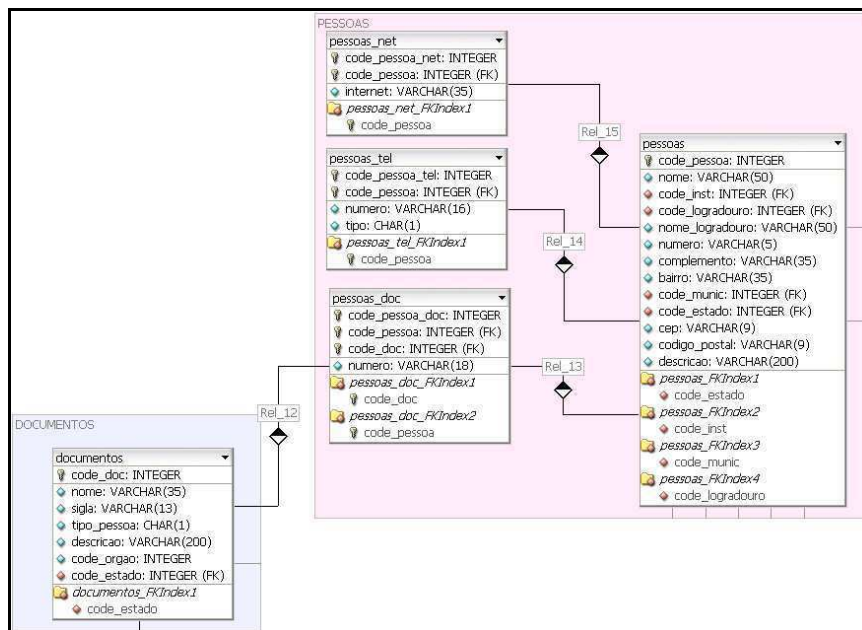 PESSOAS
pessoas_net
code_pessoa_net: INTEGER
code_pessoa: INTEGER (FK)
internet: VARCHAR(35)
pessoas_net_FKIndex1
code_pessoa
Rel_15
pessoas_tel
code_pessoa_tel: INTEGER
code_pessoa: INTEGER (FK)
numero: VARCHAR(16)
tipo: CHAR(1)
pessoas_tel_FKIndex1
code_pessoa
Rel_14
pessoas_doc
code_pessoa_doc: INTEGER
code_pessoa: INTEGER (FK)
code_doc: INTEGER (FK)
numero: VARCHAR(18)
pessoas_doc_FKIndex1
code_doc
pessoas_doc_FKIndex2
code_pessoa
Rel_13
pessoas
code_pessoa: INTEGER
nome: VARCHAR(50)
code_inst: INTEGER (FK)
code_logradouro: INTEGER (FK)
nome_logradouro: VARCHAR(50)
numero: VARCHAR(5)
complemento: VARCHAR(35)
bairro: VARCHAR(35)
code_munic: INTEGER (FK)
code_estado: INTEGER (FK)
cep: VARCHAR(9)
codigo_postal: VARCHAR(9)
descricao: VARCHAR(200)
pessoas_FKIndex1
code_estado
pessoas_FKIndex2
code_inst
pessoas_FKIndex3
code_munic
pessoas_FKIndex4
code_logradouro
Rel_12
DOCUMENTOS
documentos
code_doc: INTEGER
nome: VARCHAR(35)
sigla: VARCHAR(13)
tipo_pessoa: CHAR(1)
descricao: VARCHAR(200)
code_orgao: INTEGER
code_estado: INTEGER (FK)
documentos_FKIndex1
code_estado